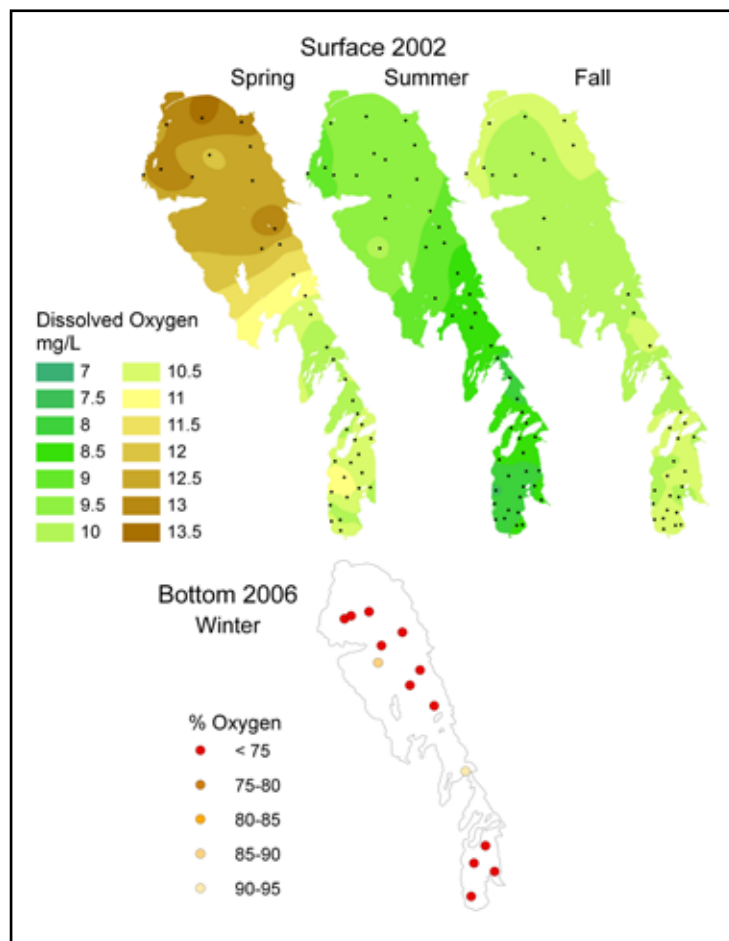 Surface 2002
Spring Summer Fall
Dissolved Oxygen
mg/L
7 10.5
7.5 11
8 11.5
8.5 12
9 12.5
9.5 13
10 13.5
Bottom 2006
Winter
% Oxygen
< 75
75-80
80-85
85-90
90-95